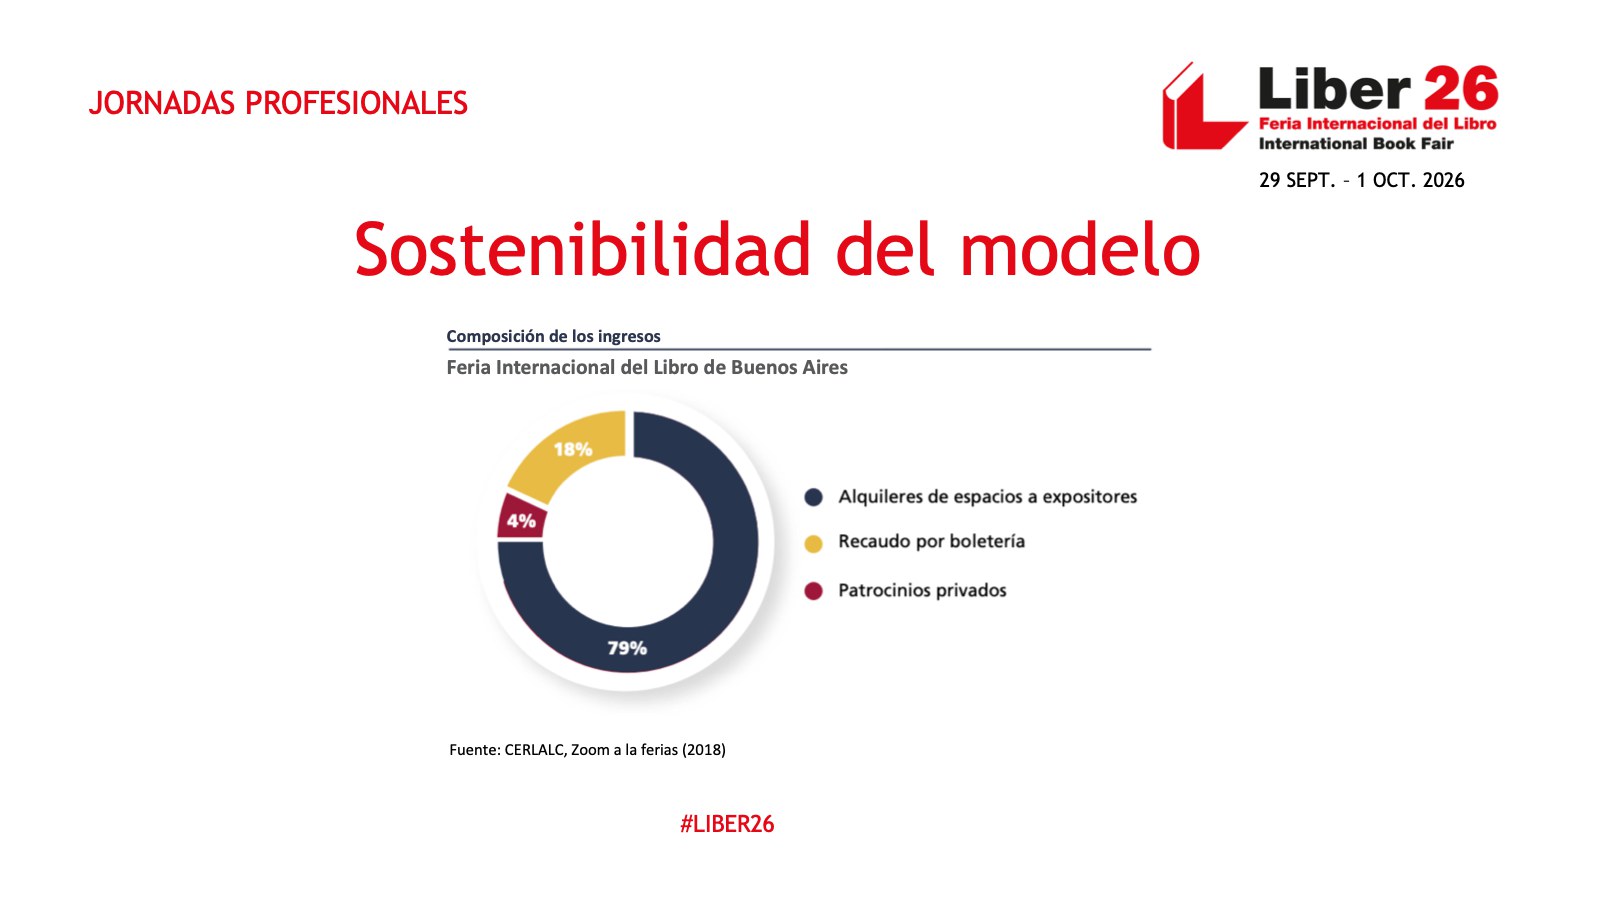 JORNADAS PROFESIONALES
Liber 26
Feria Internacional del Libro
International Book Fair
29 SEPT. - 1 OCT. 2026
Sostenibilidad del modelo
Composición de los ingresos
Feria Internacional del Libro de Buenos Aires
18%
4%
79%
Alquileres de espacios a expositores
Recaudo por boletería
Patrocinios privados
Fuente: CERLALC, Zoom a la ferias (2018)
#LIBER26